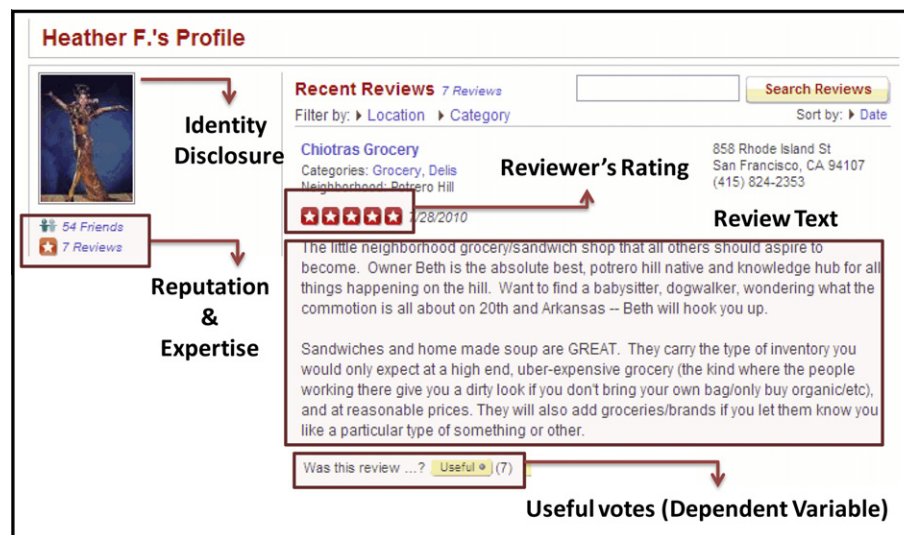 Heather F.'s Profile
Identity
Disclosure
54 Friends
7 Reviews
Reputation
&
Expertise
Recent Reviews 7 Reviews
Search Reviews
Filter by: Location Category
Sort by: Date
Chiotras Grocery
Categories: Grocery, Delis
Neighborhood: Potrero Hill
Reviewer's Rating
858 Rhode Island St
San Francisco, CA 94107
(415) 824-2353
7/28/2010
Review Text
The little neighborhood grocery/sandwich shop that all others should aspire to
become. Owner Beth is the absolute best, potrero hill native and knowledge hub for all
things happening on the hill. Want to find a babysitter, dogwalker, wondering what the
commotion is all about on 20th and Arkansas -- Beth will hook you up.
Sandwiches and home made soup are GREAT. They carry the type of inventory you
would only expect at a high end, uber-expensive grocery (the kind where the people
working there give you a dirty look if you don't bring your own bag/only buy organic/etc),
and at reasonable prices. They will also add groceries/brands if you let them know you
like a particular type of something or other.
Was this review ...? Useful (7)
Useful votes (Dependent Variable)